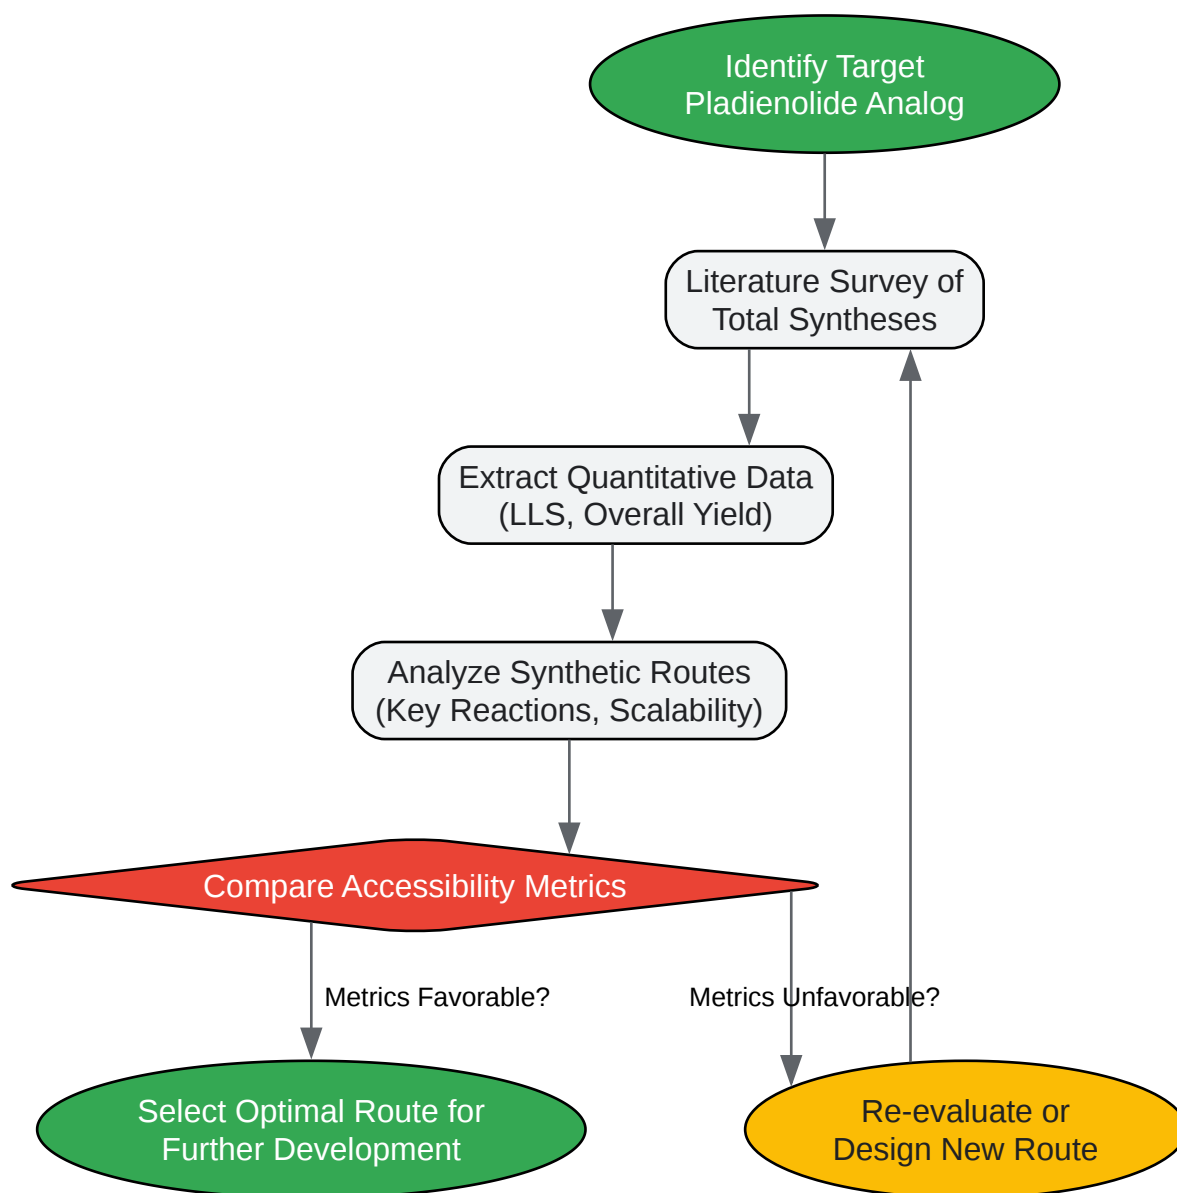 Identify Target
Pladienolide Analog
Literature Survey of
Total Syntheses
Extract Quantitative Data
(LLS, Overall Yield)
Analyze Synthetic Routes
(Key Reactions, Scalability)
Compare Accessibility Metrics
Metrics Favorable?
Metrics Unfavorable?
Select Optimal Route for
Further Development
Re-evaluate or
Design New Route